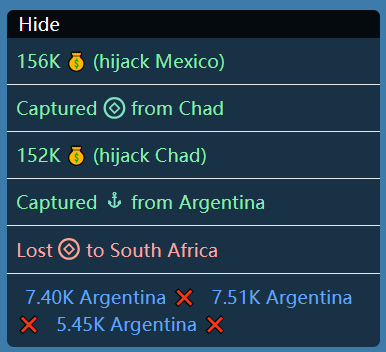 Hide
156K 💰 (hijack Mexico)
Captured from Chad
152K 💰 (hijack Chad)
Captured ⚓ from Argentina
Lost to South Africa
7.40K Argentina ❌ 7.51K Argentina
❌ 5.45K Argentina ❌